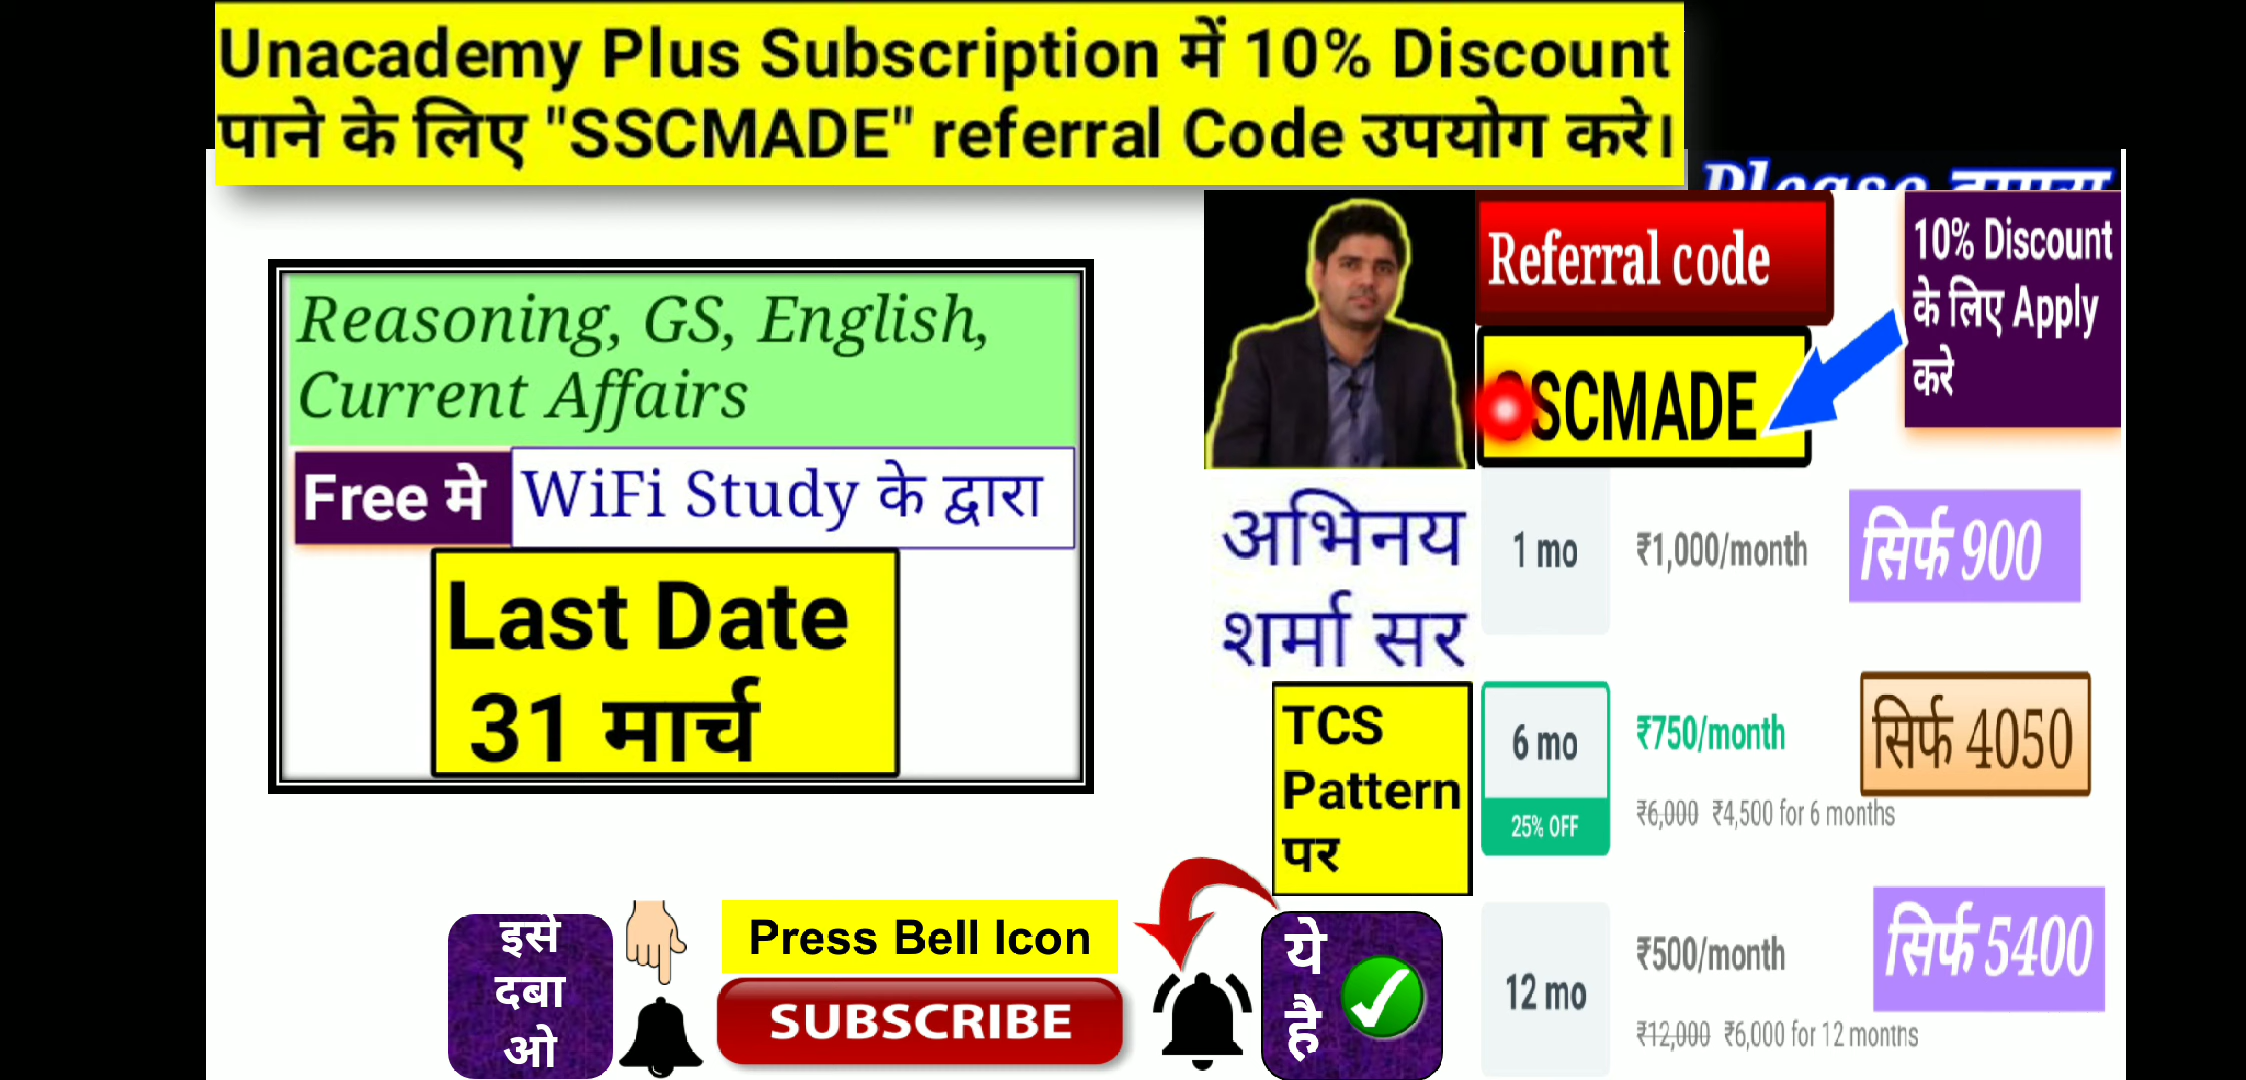 Unacademy Plus Subscription में 10% Discount
पाने के लिए "SSCMADE" referral Code उपयोग करे।
Please
Reasoning, GS, English,
Current Affairs
Free मे WiFi Study के द्वारा
Last Date
31 मार्च
Referral code
SSCMADE
10% Discount
के लिए Apply
करे
अभिनय
शर्मा सर
TCS
Pattern
पर
1 mo ₹1,000/month सिर्फ 900
6 mo ₹750/month सिर्फ 4050
25% OFF ₹6,000 ₹4,500 for 6 months
12 mo ₹500/month सिर्फ 5400
₹12,000 ₹6,000 for 12 months
इसे
दबा
ओ
Press Bell Icon
SUBSCRIBE
ये
है